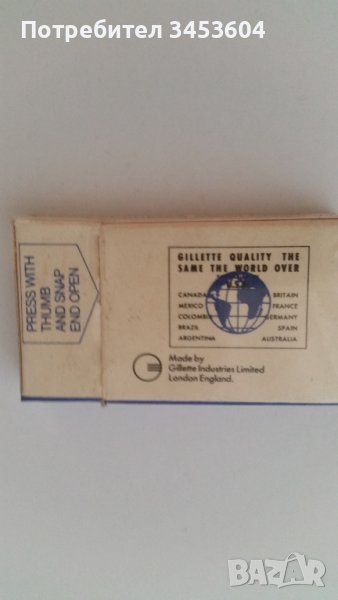 Потребител 3453604
PRESS WITH
THUMB
AND SNAP
END OPEN
GILLETTE QUALITY THE
SAME THE WORLD OVER
U.S.A.
CANADA BRITAIN
MEXICO FRANCE
COLOMBIA GERMANY
BRAZIL SPAIN
ARGENTINA AUSTRALIA
Made by
Gillette Industries Limited
London England.
BAZAR